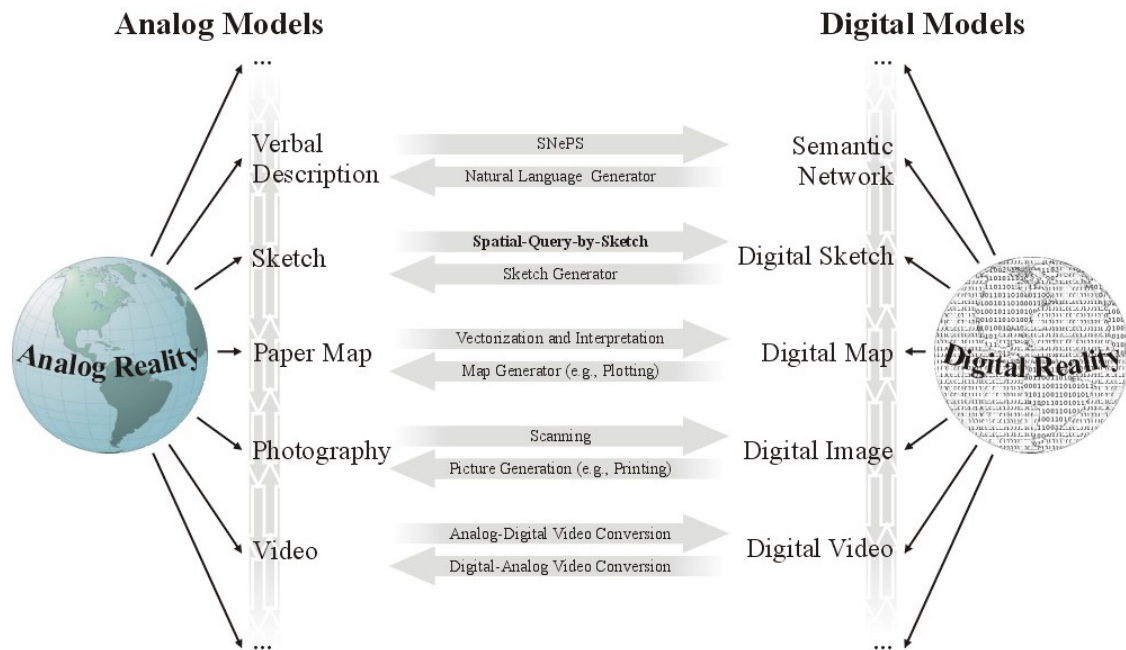 Analog Models
Digital Models
...
...
Verbal
Description
SNePS
Natural Language Generator
Semantic
Network
Sketch
Spatial-Query-by-Sketch
Sketch Generator
Digital Sketch
Analog Reality
Paper Map
Vectorization and Interpretation
Map Generator (e.g., Plotting)
Digital Map
Digital Reality
Photography
Scanning
Picture Generation (e.g., Printing)
Digital Image
Video
Analog-Digital Video Conversion
Digital-Analog Video Conversion
Digital Video
...
...